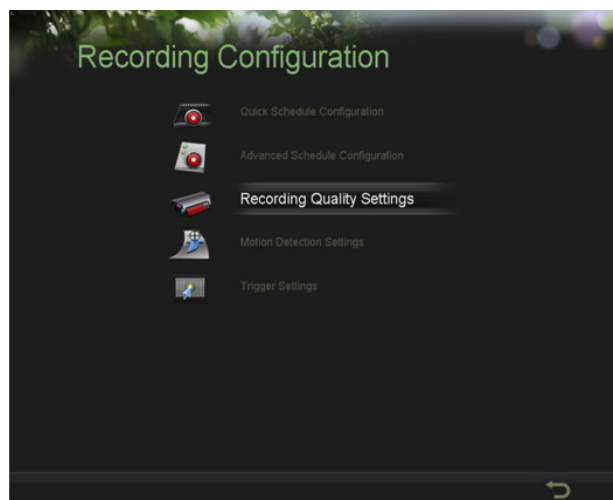 Recording Configuration
Quick Schedule Configuration
Advanced Schedule Configuration
Recording Quality Settings
Motion Detection Settings
Trigger Settings